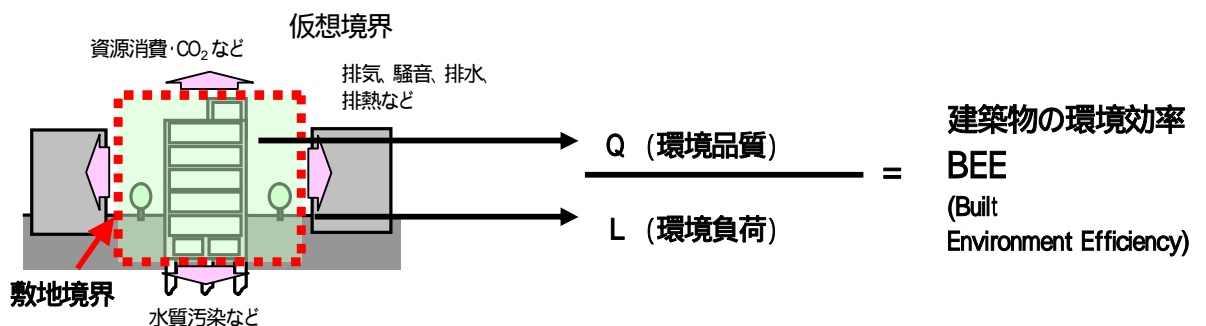 仮想境界
資源消費・CO₂など
排気、騒音、排水、
排熱など
敷地境界
水質汚染など
Q (環境品質)
L (環境負荷)
=
建築物の環境効率
BEE
(Built
Environment Efficiency)